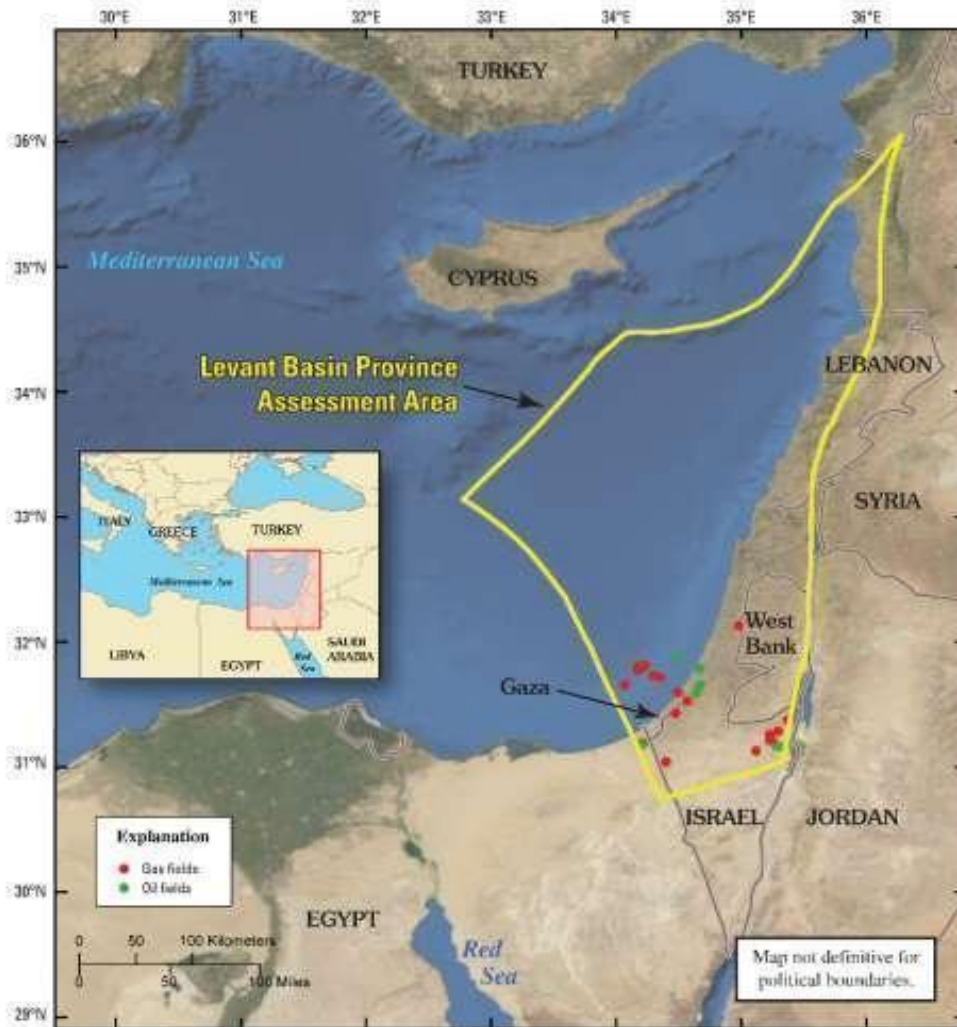 30°E 31°E 32°E 33°E 34°E 35°E 36°E
TURKEY
36°N
35°N
Mediterranean Sea
CYPRUS
Levant Basin Province
Assessment Area
34°N
LEBANON
33°N
SYRIA
ITALY
GREECE
TURKEY
Mediterranean Sea
LIBYA
EGYPT
Red
Sea
SAUDI
ARABIA
32°N
West
Bank
Gaza
31°N
ISRAEL
JORDAN
Explanation
Gas fields
Oil fields
30°N
EGYPT
0 50 100 Kilometers
0 50 100 Miles
Red
Sea
Map not definitive for
political boundaries.
29°N